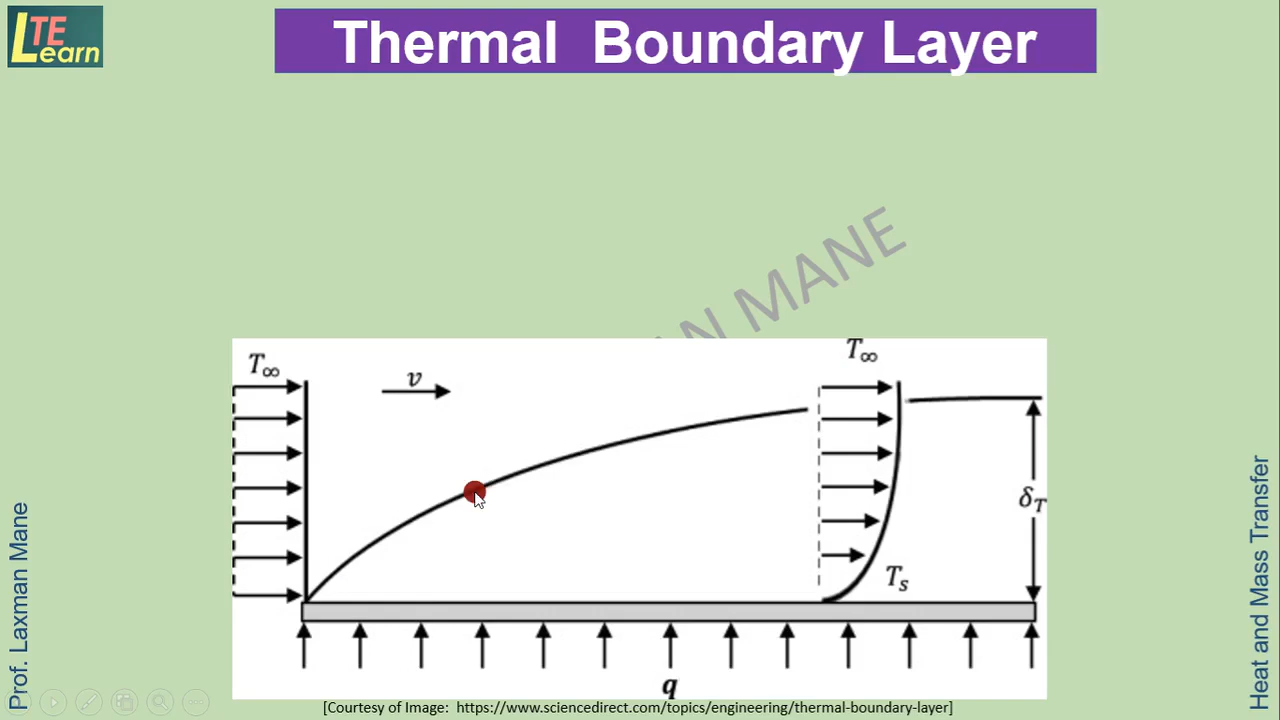 LTE
Learn
Thermal Boundary Layer
N MANE
T∞
v
T∞
δT
Ts
q
[Courtesy of Image: https://www.sciencedirect.com/topics/engineering/thermal-boundary-layer]
Prof. Laxman Mane
Heat and Mass Transfer